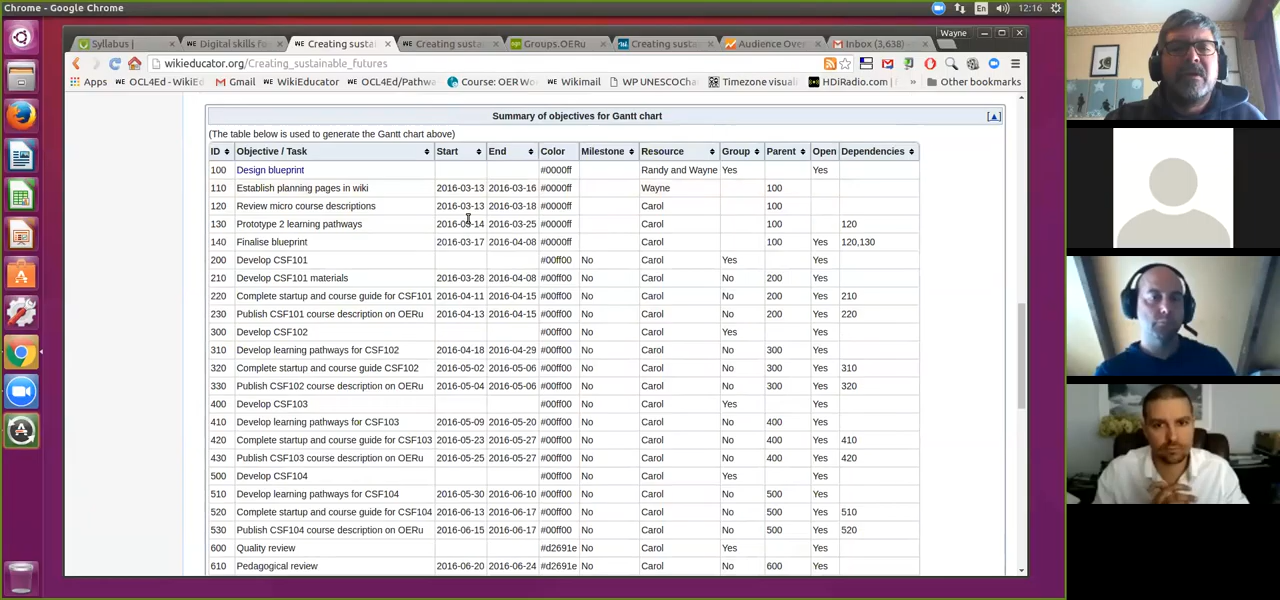 Chrome - Google Chrome En 12:16
Wayne
Syllabus | Digital skills fo Creating sustain Creating susta Groups.OERu Creating susta Audience Over Inbox (3,638)
wikieducator.org/Creating_sustainable_futures
Apps OCL4Ed - WikiEd Gmail WikiEducator OCL4Ed/Pathwa Course:OER Wor Wikimail WP UNESCOCha Timezone visuali HDiRadio.com | Other bookmarks
Summary of objectives for Gantt chart [▲]
(The table below is used to generate the Gantt chart above)
ID Objective / Task Start End Color Milestone Resource Group Parent Open Dependencies
100 Design blueprint #0000ff Randy and Wayne Yes Yes
110 Establish planning pages in wiki 2016-03-13 2016-03-16 #0000ff Wayne 100
120 Review micro course descriptions 2016-03-13 2016-03-18 #0000ff Carol 100
130 Prototype 2 learning pathways 2016-03-14 2016-03-25 #0000ff Carol 100 120
140 Finalise blueprint 2016-03-17 2016-04-08 #0000ff Carol 100 Yes 120,130
200 Develop CSF101 #00ff00 No Carol Yes Yes
210 Develop CSF101 materials 2016-03-28 2016-04-08 #00ff00 No Carol No 200 Yes
220 Complete startup and course guide for CSF101 2016-04-11 2016-04-15 #00ff00 No Carol No 200 Yes 210
230 Publish CSF101 course description on OERu 2016-04-13 2016-04-15 #00ff00 No Carol No 200 Yes 220
300 Develop CSF102 #00ff00 No Carol Yes Yes
310 Develop learning pathways for CSF102 2016-04-18 2016-04-29 #00ff00 No Carol No 300 Yes
320 Complete startup and course guide CSF102 2016-05-02 2016-05-06 #00ff00 No Carol No 300 Yes 310
330 Publish CSF102 course description on OERu 2016-05-04 2016-05-06 #00ff00 No Carol No 300 Yes 320
400 Develop CSF103 #00ff00 No Carol Yes Yes
410 Develop learning pathways for CSF103 2016-05-09 2016-05-20 #00ff00 No Carol No 400 Yes
420 Complete startup and course guide for CSF103 2016-05-23 2016-05-27 #00ff00 No Carol No 400 Yes 410
430 Publish CSF103 course description on OERu 2016-05-25 2016-05-27 #00ff00 No Carol No 400 Yes 420
500 Develop CSF104 #00ff00 No Carol Yes Yes
510 Develop learning pathways for CSF104 2016-05-30 2016-06-10 #00ff00 No Carol No 500 Yes
520 Complete startup and course guide for CSF104 2016-06-13 2016-06-17 #00ff00 No Carol No 500 Yes 510
530 Publish CSF104 course description on OERu 2016-06-15 2016-06-17 #00ff00 No Carol No 500 Yes 520
600 Quality review #d2691e No Carol Yes Yes
610 Pedagogical review 2016-06-20 2016-06-24 #d2691e No Carol No 600 Yes